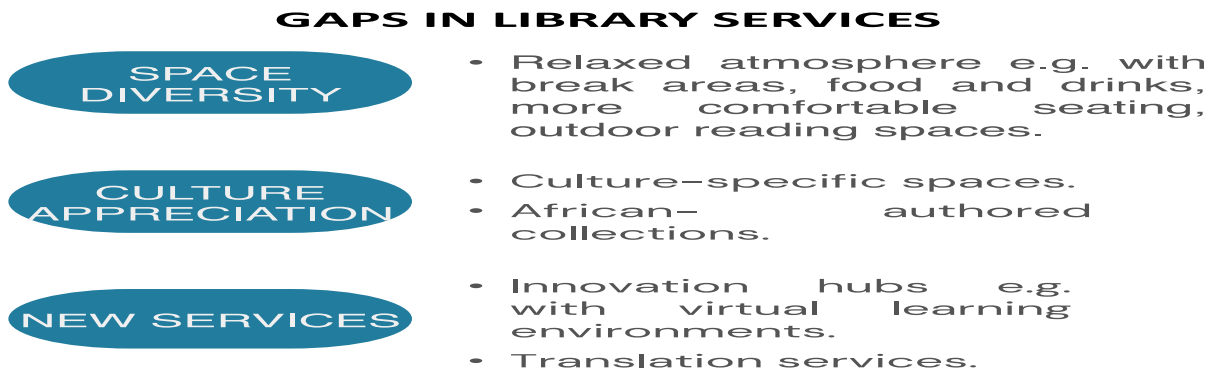 GAPS IN LIBRARY SERVICES
SPACE
DIVERSITY
• Relaxed atmosphere e.g. with
break areas, food and drinks,
more comfortable seating,
outdoor reading spaces.
CULTURE
APPRECIATION
• Culture-specific spaces.
• African- authored
collections.
NEW SERVICES
• Innovation hubs e.g.
with virtual learning
environments.
• Translation services.